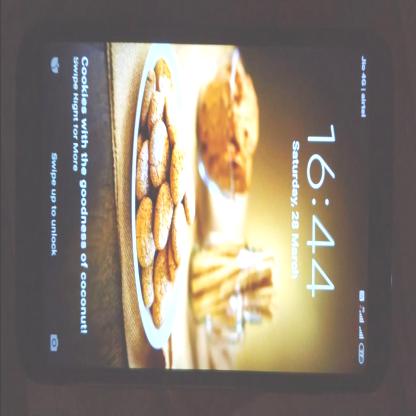 Jio 4G | airtel
16:44
Saturday, 28 March
Cookies with the goodness of coconut!
Swipe Right for More
Swipe up to unlock